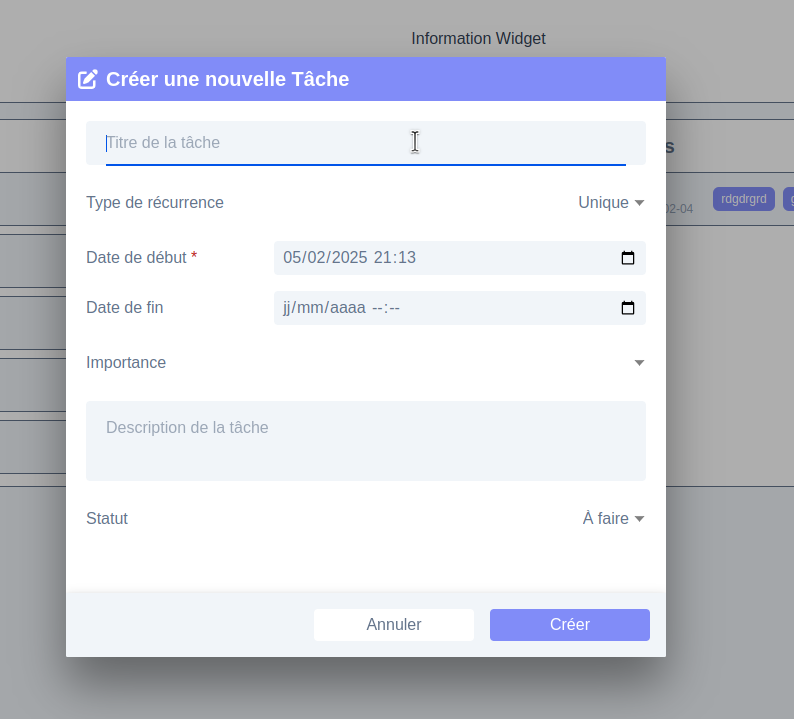 Information Widget
Créer une nouvelle Tâche
Titre de la tâche
Type de récurrence Unique
02-04 rdgdrgrd
Date de début * 05/02/2025 21:13
Date de fin jj/mm/aaaa --:--
Importance
Description de la tâche
Statut À faire
Annuler Créer